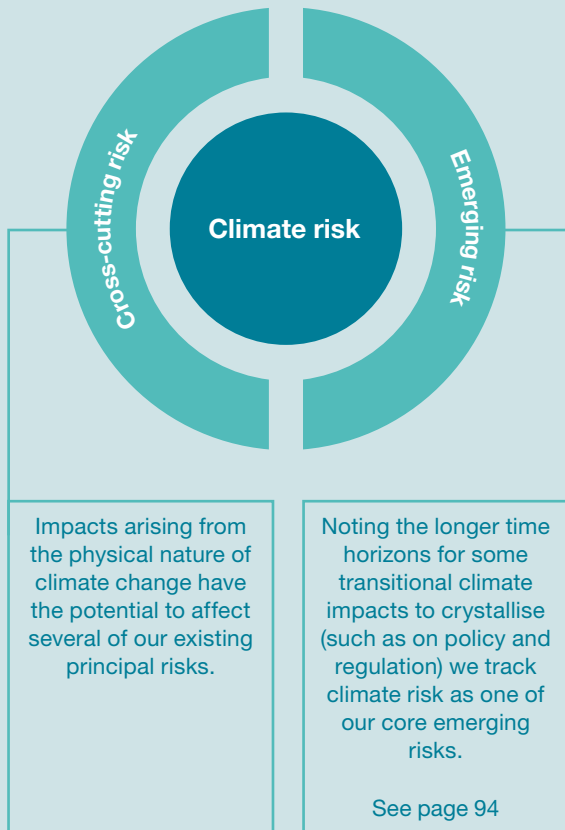 Cross-cutting risk
Climate risk
Emerging risk
Impacts arising from
the physical nature of
climate change have
the potential to affect
several of our existing
principal risks.
Noting the longer time
horizons for some
transitional climate
impacts to crystallise
(such as on policy and
regulation) we track
climate risk as one of
our core emerging
risks.
See page 94